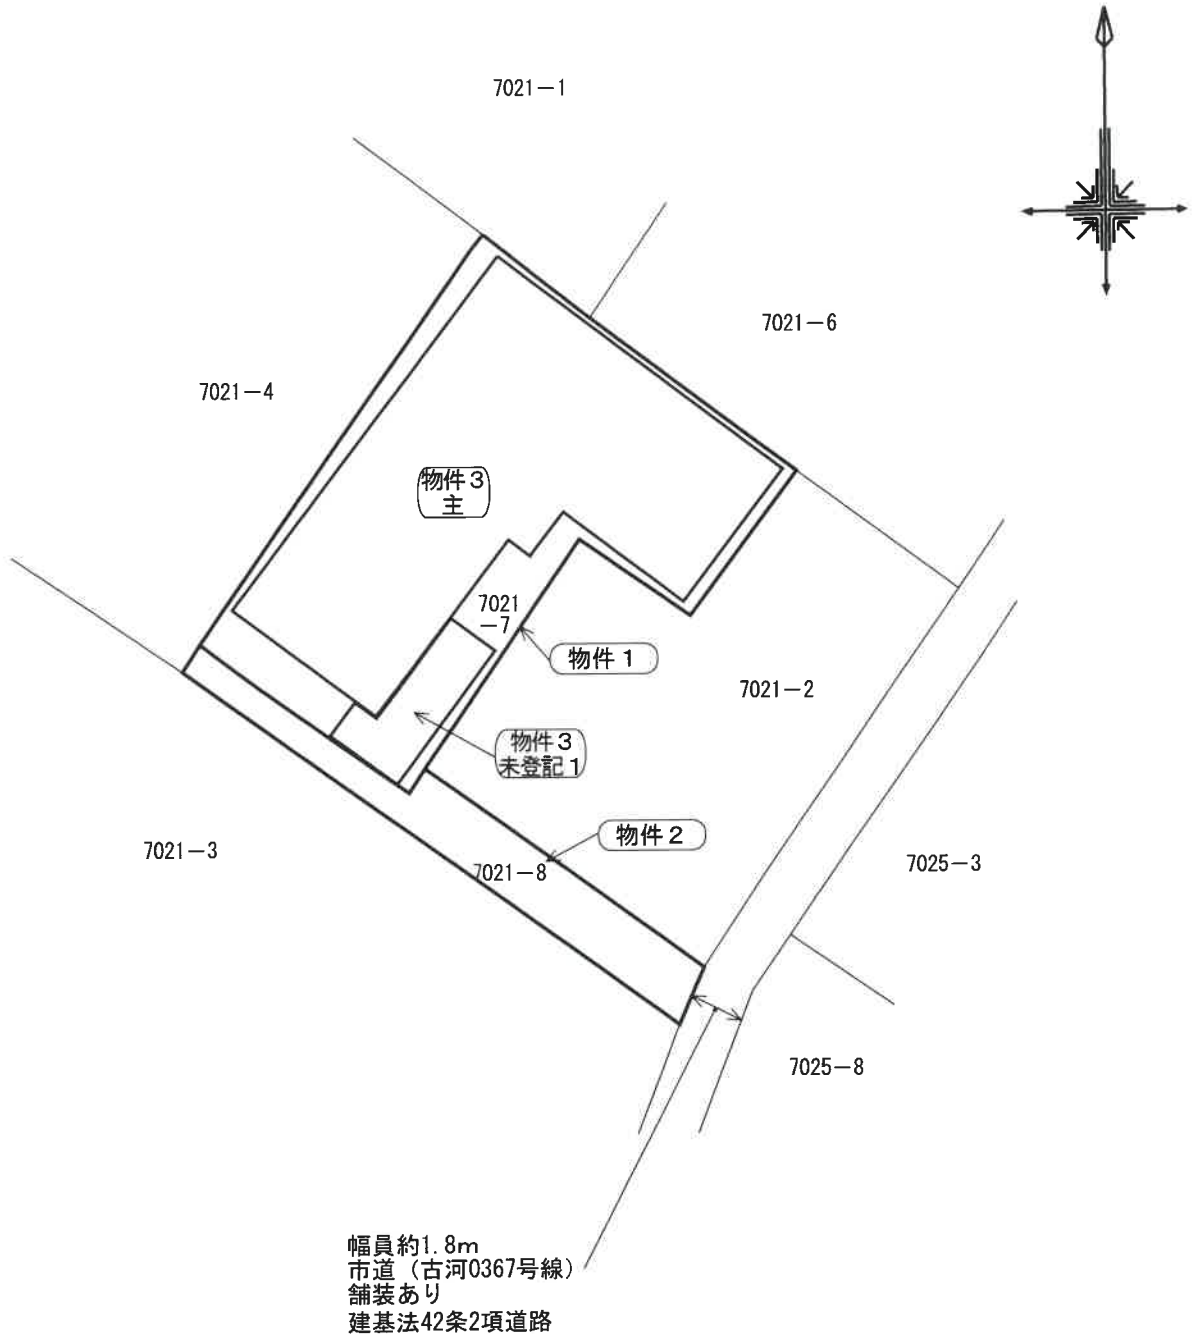 7021－1
7021－6
7021－4
物件3
主
7021
－7
物件1
7021－2
物件3
未登記1
物件2
7021－3
7021－8
7025－3
7025－8
幅員約1.8m
市道（古河0367号線）
舗装あり
建基法42条2項道路